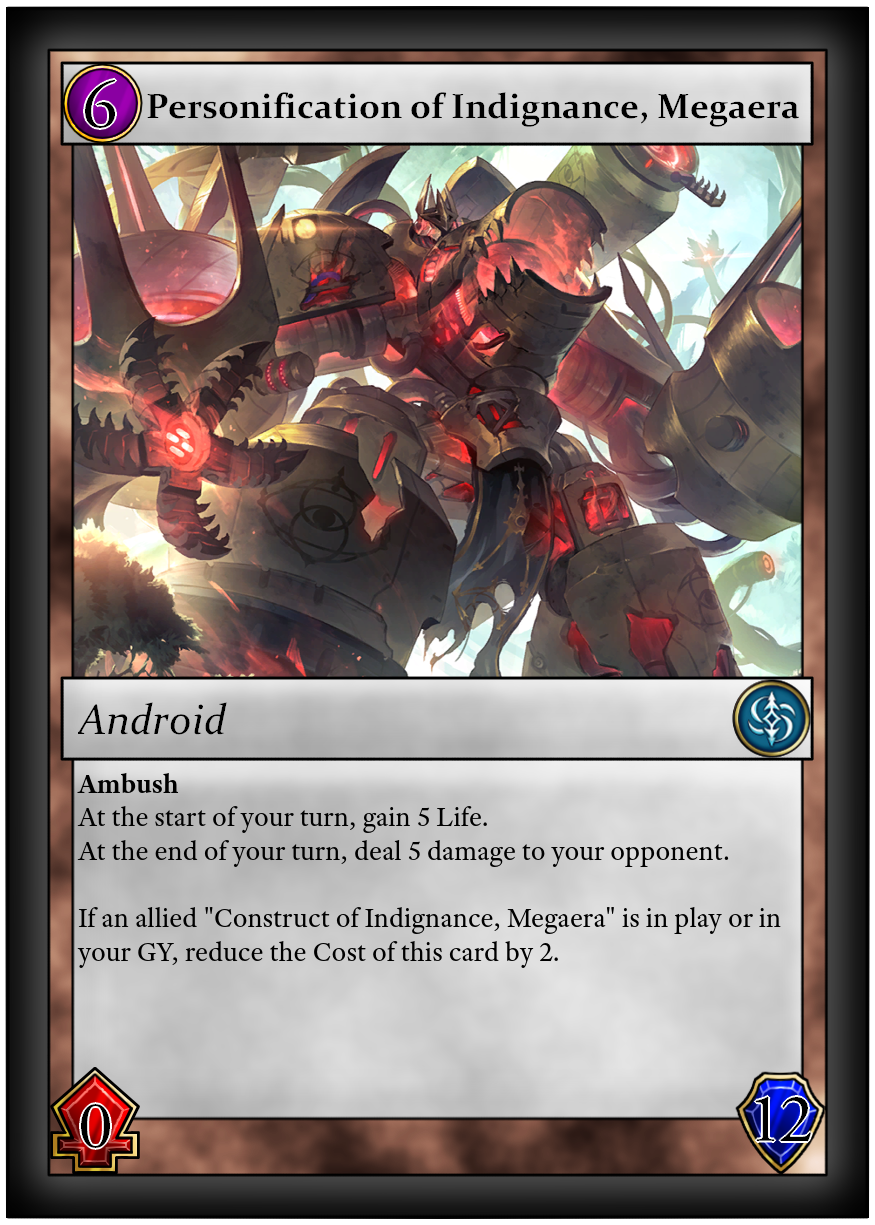 6 Personification of Indignance, Megaera
Android
Ambush
At the start of your turn, gain 5 Life.
At the end of your turn, deal 5 damage to your opponent.
If an allied "Construct of Indignance, Megaera" is in play or in
your GY, reduce the Cost of this card by 2.
0 12